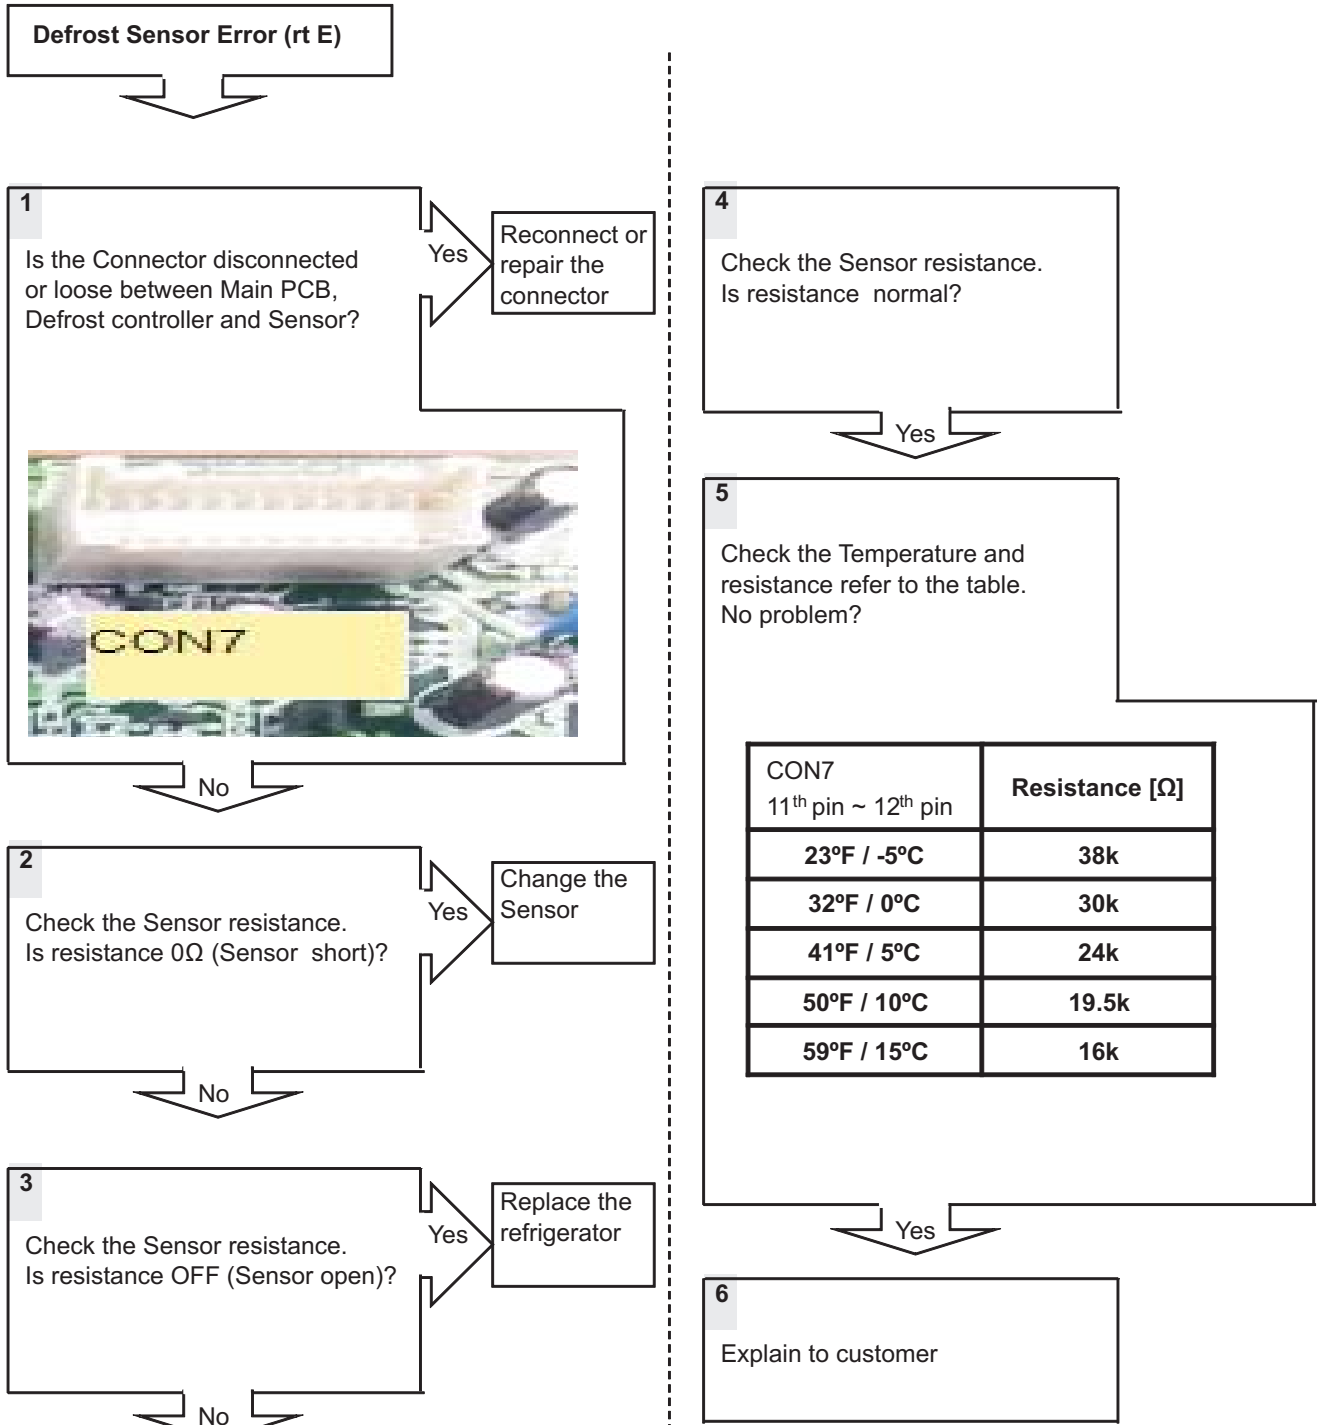 Defrost Sensor Error (rt E)
1
Is the Connector disconnected
or loose between Main PCB,
Defrost controller and Sensor?
Yes
Reconnect or
repair the
connector
CON7
No
2
Check the Sensor resistance.
Is resistance 0Ω (Sensor short)?
Yes
Change the
Sensor
No
3
Check the Sensor resistance.
Is resistance OFF (Sensor open)?
Yes
Replace the
refrigerator
No
4
Check the Sensor resistance.
Is resistance normal?
Yes
5
Check the Temperature and
resistance refer to the table.
No problem?
CON7
11th pin ~ 12th pin
Resistance [Ω]
23ºF / -5ºC 38k
32ºF / 0ºC 30k
41ºF / 5ºC 24k
50ºF / 10ºC 19.5k
59ºF / 15ºC 16k
Yes
6
Explain to customer